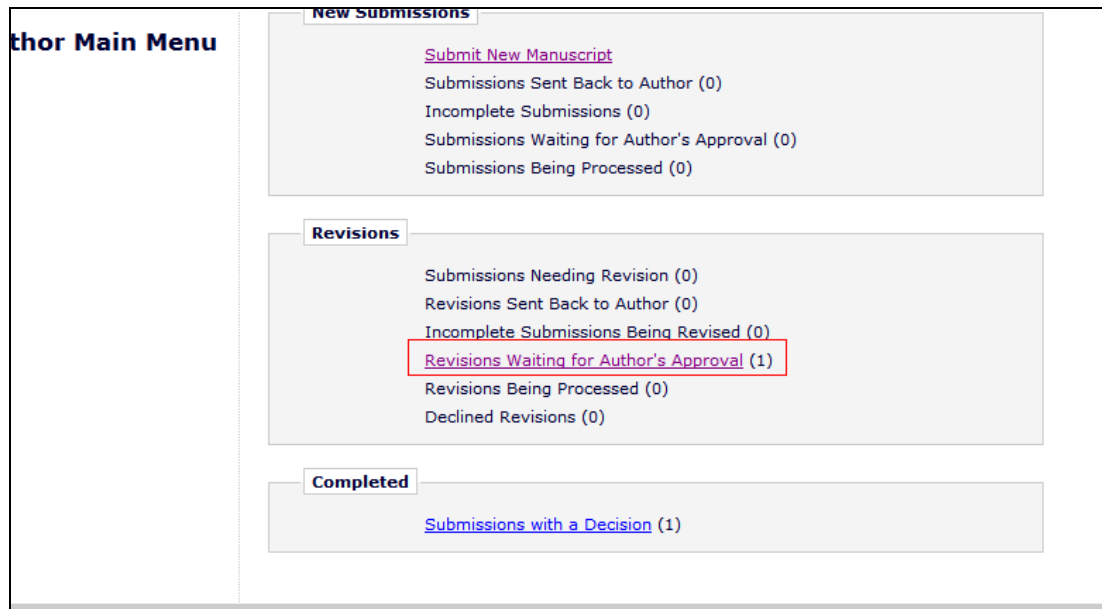 New Submissions
thor Main Menu
Submit New Manuscript
Submissions Sent Back to Author (0)
Incomplete Submissions (0)
Submissions Waiting for Author's Approval (0)
Submissions Being Processed (0)
Revisions
Submissions Needing Revision (0)
Revisions Sent Back to Author (0)
Incomplete Submissions Being Revised (0)
Revisions Waiting for Author's Approval (1)
Revisions Being Processed (0)
Declined Revisions (0)
Completed
Submissions with a Decision (1)